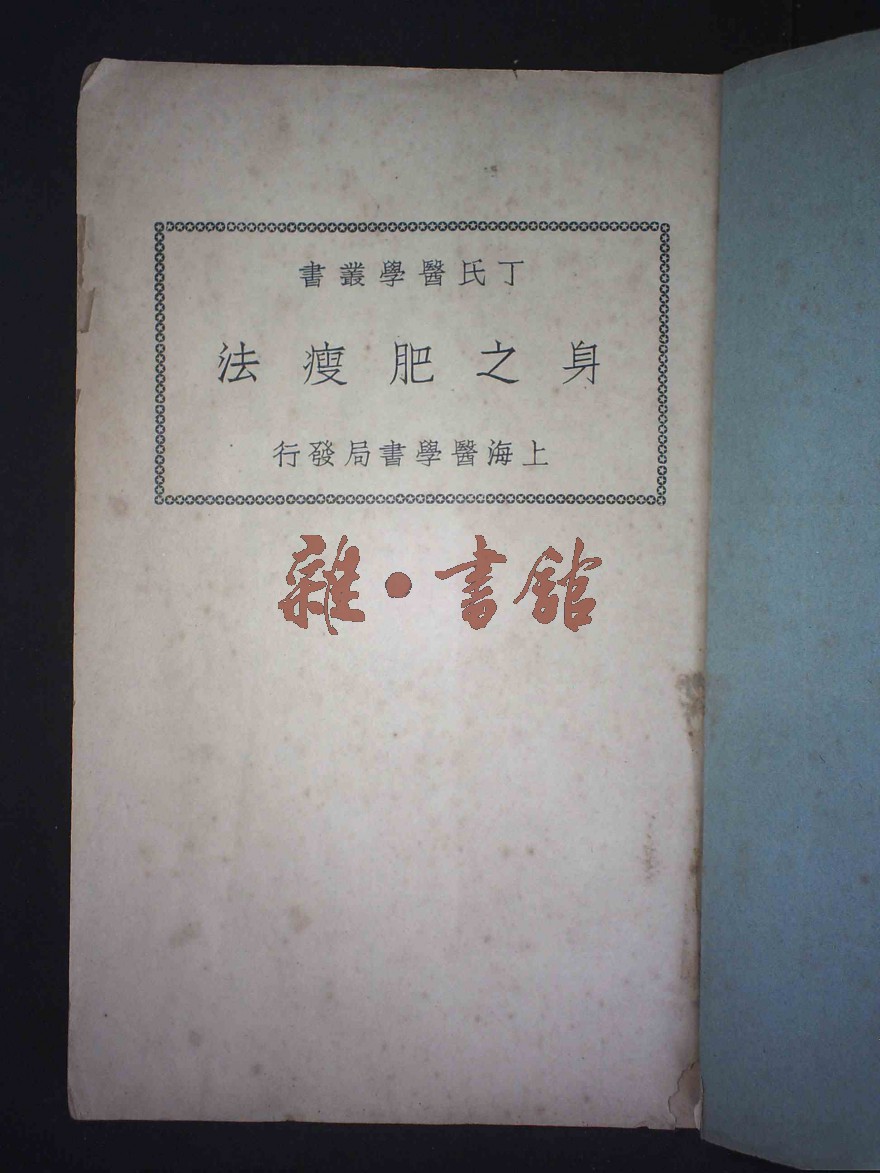 丁氏醫學叢書
身之肥瘦法
上海醫學書局發行
雜•書館